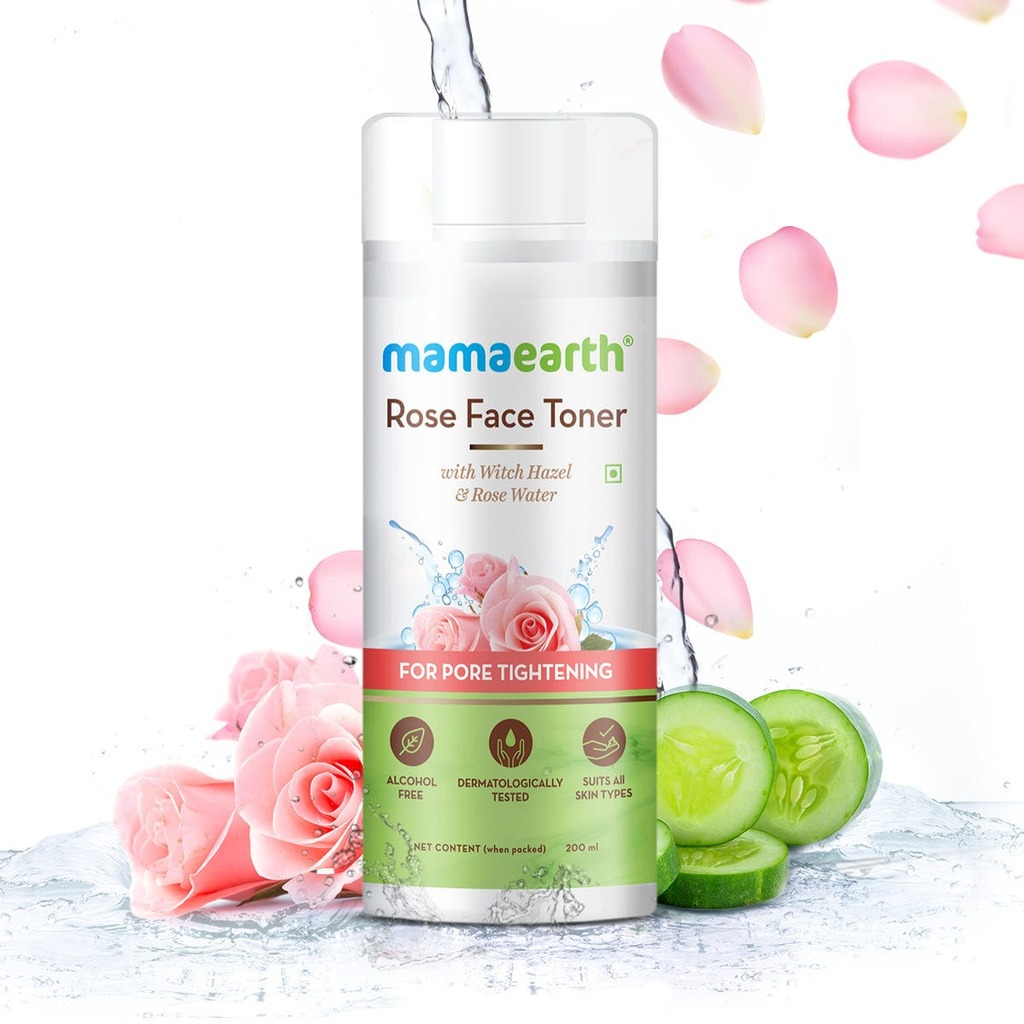 mamaearth®
Rose Face Toner
with Witch Hazel
& Rose Water
FOR PORE TIGHTENING
ALCOHOL
FREE
DERMATOLOGICALLY
TESTED
SUITS All
SKIN TYPES
NET CONTENT (when packed) 200 ml